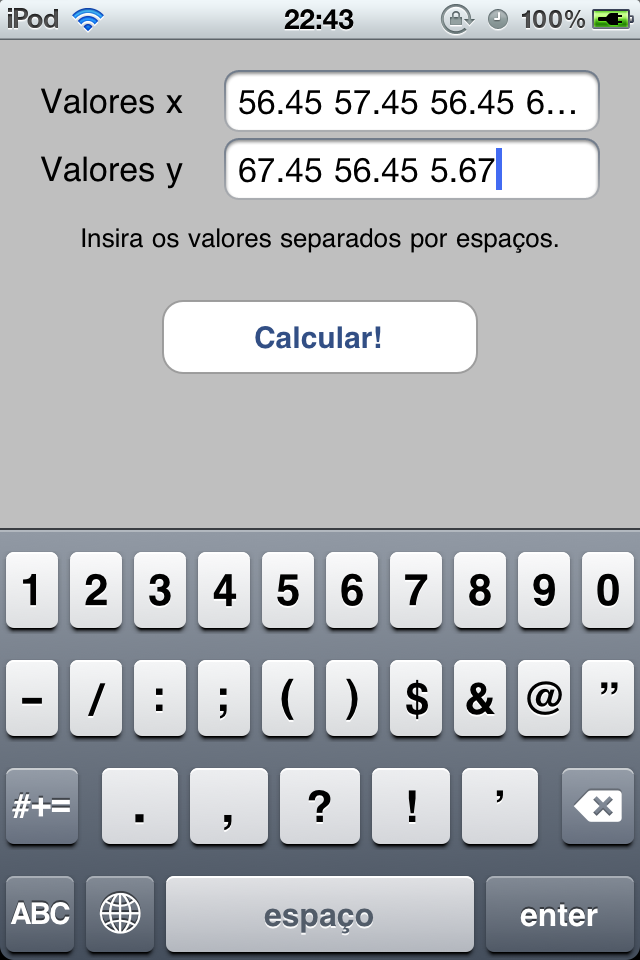 iPod 22:43 100%
Valores x 56.45 57.45 56.45 6...
Valores y 67.45 56.45 5.67
Insira os valores separados por espaços.
Calcular!
1 2 3 4 5 6 7 8 9 0
- / : ; ( ) $ & @ ”
#+= . , ? ! ’
ABC espaço enter